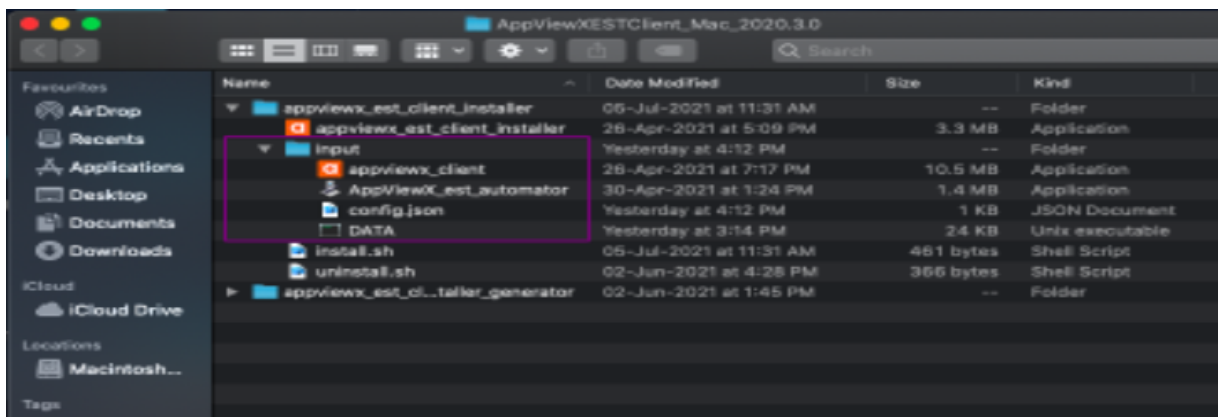 AppViewXESTClient_Mac_2020.3.0
Search
Favourites
AirDrop
Recents
Applications
Desktop
Documents
Downloads
iCloud
iCloud Drive
Locations
Macintosh...
Tags
Name Date Modified Size Kind
appviewx_est_client_installer 05-Jul-2021 at 11:31 AM -- Folder
appviewx_est_client_installer 26-Apr-2021 at 5:09 PM 3.3 MB Application
input Yesterday at 4:12 PM -- Folder
appviewx_client 26-Apr-2021 at 7:17 PM 10.5 MB Application
AppViewX_est_automator 30-Apr-2021 at 1:24 PM 1.4 MB Application
config.json Yesterday at 4:12 PM 1 KB JSON Document
DATA Yesterday at 3:14 PM 24 KB Unix executable
install.sh 05-Jul-2021 at 11:31 AM 461 bytes Shell Script
uninstall.sh 02-Jun-2021 at 4:28 PM 366 bytes Shell Script
appviewx_est_cl...taller_generator 02-Jun-2021 at 1:45 PM -- Folder